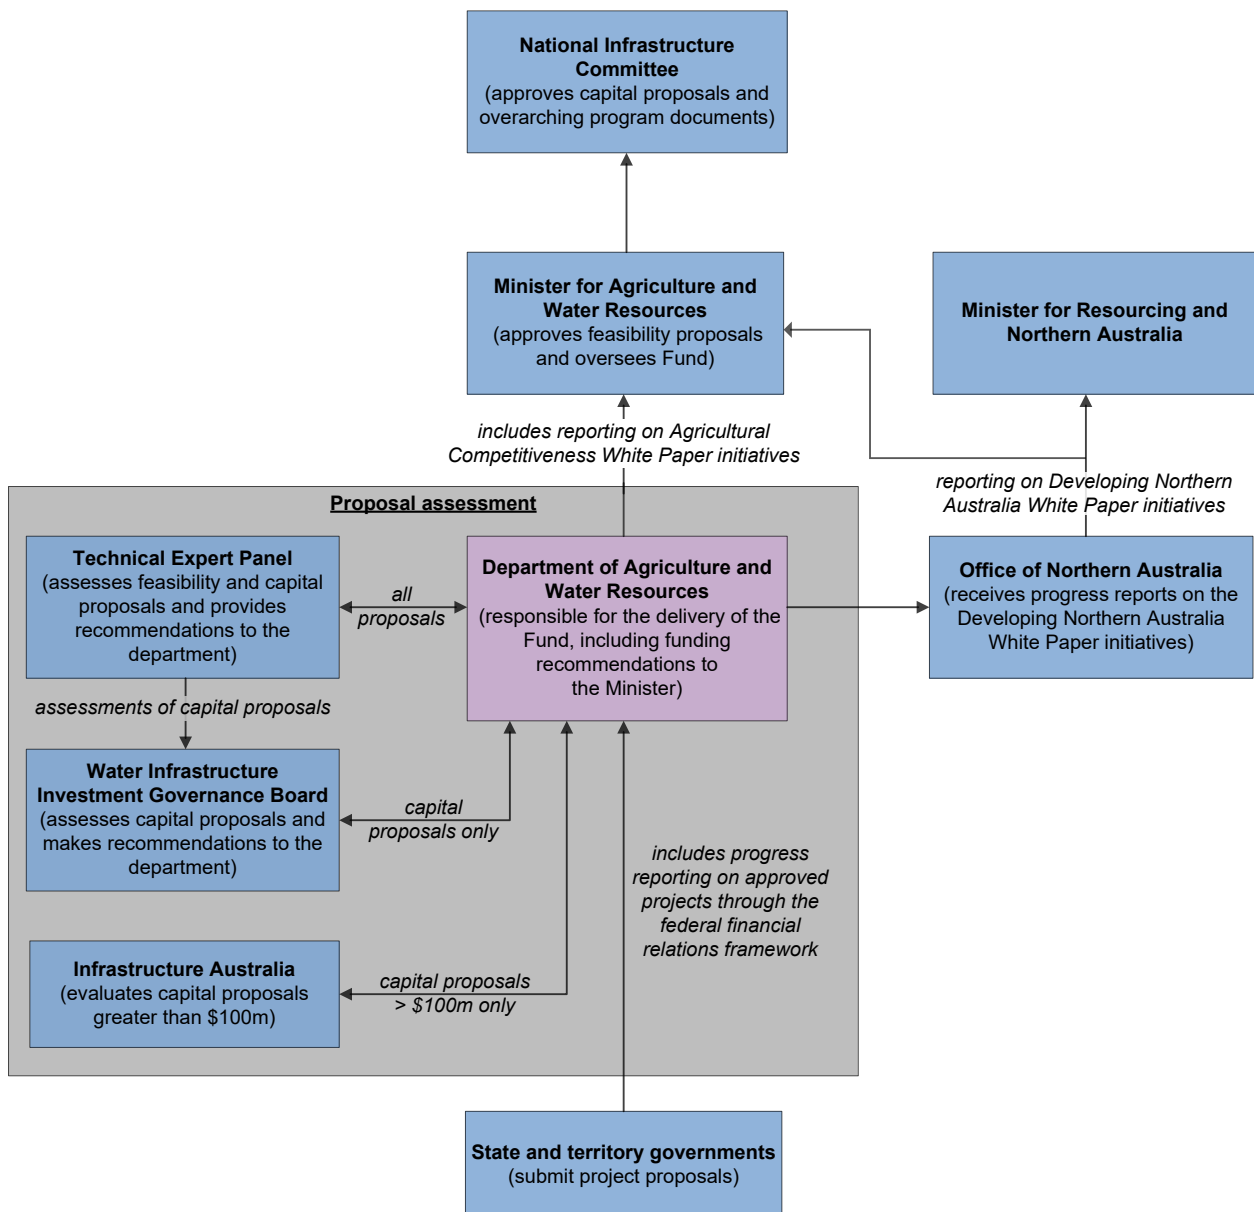 National Infrastructure
Committee
(approves capital proposals and
overarching program documents)
Minister for Agriculture and
Water Resources
(approves feasibility proposals
and oversees Fund)
Minister for Resourcing and
Northern Australia
includes reporting on Agricultural
Competitiveness White Paper initiatives
reporting on Developing Northern
Australia White Paper initiatives
Proposal assessment
Technical Expert Panel
(assesses feasibility and capital
proposals and provides
recommendations to the
department)
all
proposals
Department of Agriculture and
Water Resources
(responsible for the delivery of the
Fund, including funding
recommendations to
the Minister)
Office of Northern Australia
(receives progress reports on the
Developing Northern Australia
White Paper initiatives)
assessments of capital proposals
Water Infrastructure
Investment Governance Board
(assesses capital proposals and
makes recommendations to the
department)
capital
proposals only
includes progress
reporting on approved
projects through the
federal financial
relations framework
Infrastructure Australia
(evaluates capital proposals
greater than $100m)
capital proposals
> $100m only
State and territory governments
(submit project proposals)